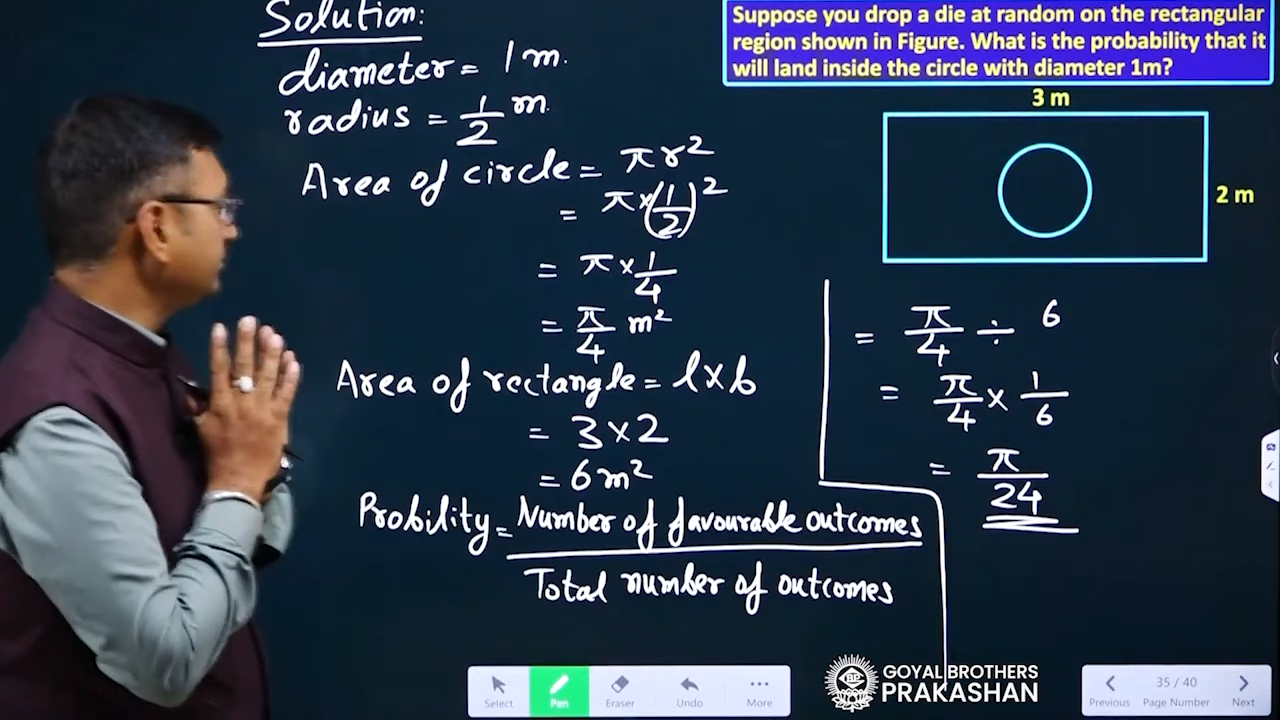 Solution:
diameter = 1 m.
radius = 1/2 m.
Area of circle = πr²
= π×(1/2)²
= π×1/4
= π/4 m²
Area of rectangle = l×b
= 3×2
= 6m²
Probility = Number of favourable outcomes
Total number of outcomes
Suppose you drop a die at random on the rectangular
region shown in Figure. What is the probability that it
will land inside the circle with diameter 1m?
3 m
2 m
= π/4 ÷ 6
= π/4 × 1/6
= π/24
Select Pen Eraser Undo More
GOYAL BROTHERS
PRAKASHAN
35 / 40
Previous Page Number Next